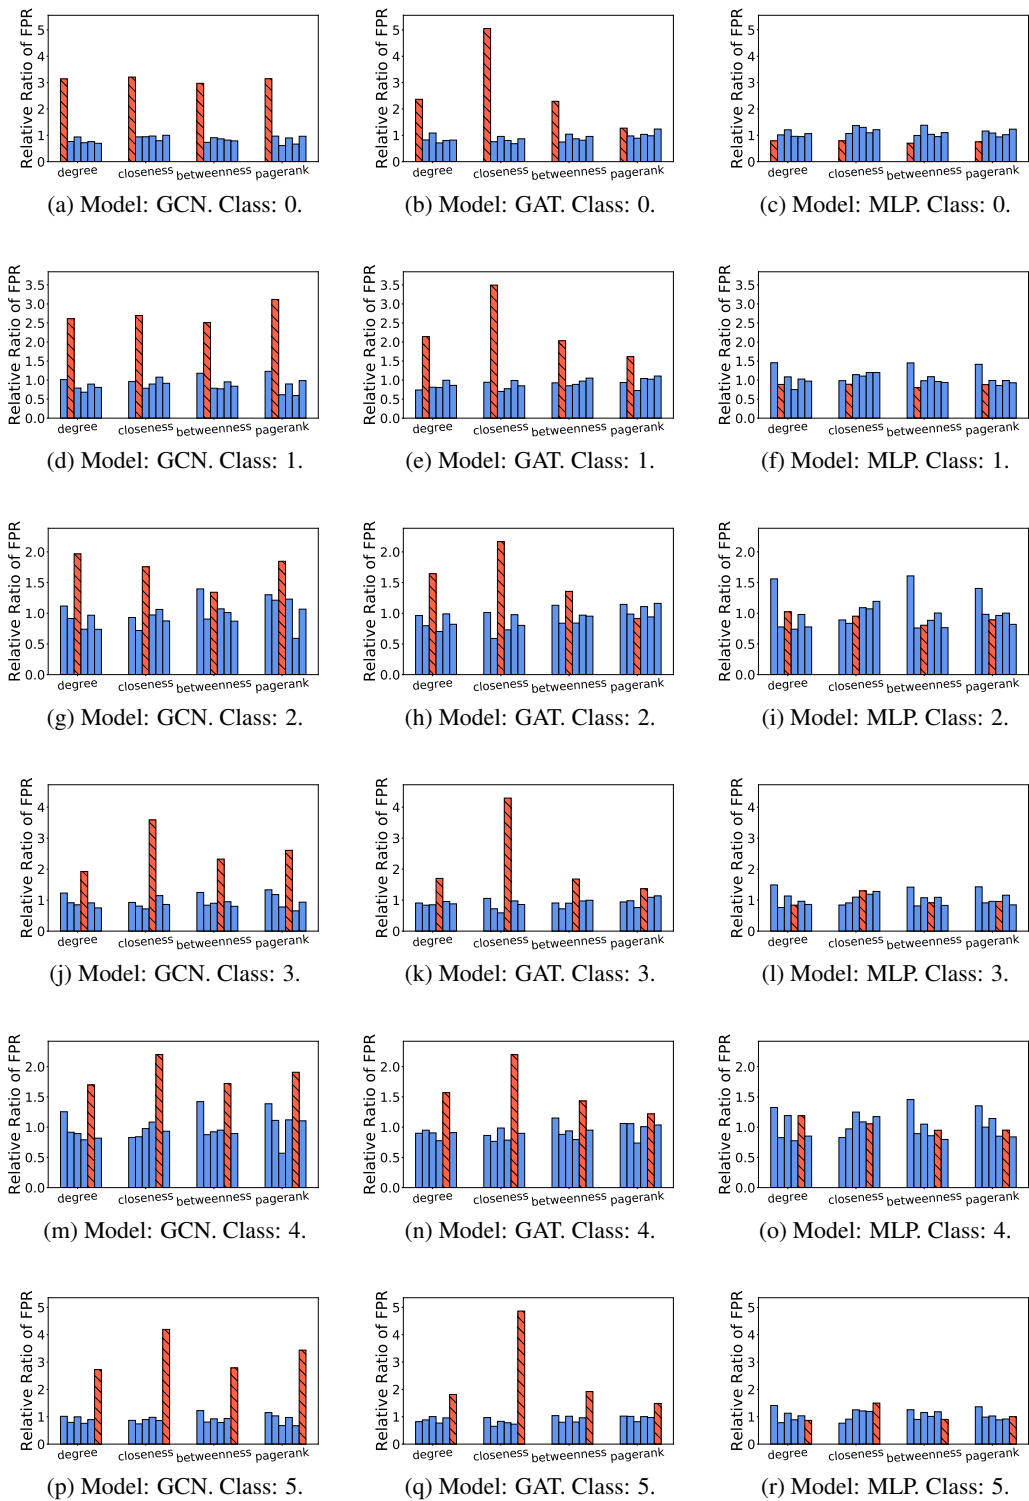 Relative Ratio of FPR
5
4
3
2
1
0
degree closeness betweenness pagerank
(a) Model: GCN. Class: 0.
Relative Ratio of FPR
5
4
3
2
1
0
degree closeness betweenness pagerank
(b) Model: GAT. Class: 0.
Relative Ratio of FPR
5
4
3
2
1
0
degree closeness betweenness pagerank
(c) Model: MLP. Class: 0.
Relative Ratio of FPR
3.5
3.0
2.5
2.0
1.5
1.0
0.5
0.0
degree closeness betweenness pagerank
(d) Model: GCN. Class: 1.
Relative Ratio of FPR
3.5
3.0
2.5
2.0
1.5
1.0
0.5
0.0
degree closeness betweenness pagerank
(e) Model: GAT. Class: 1.
Relative Ratio of FPR
3.5
3.0
2.5
2.0
1.5
1.0
0.5
0.0
degree closeness betweenness pagerank
(f) Model: MLP. Class: 1.
Relative Ratio of FPR
2.0
1.5
1.0
0.5
0.0
degree closeness betweenness pagerank
(g) Model: GCN. Class: 2.
Relative Ratio of FPR
2.0
1.5
1.0
0.5
0.0
degree closeness betweenness pagerank
(h) Model: GAT. Class: 2.
Relative Ratio of FPR
2.0
1.5
1.0
0.5
0.0
degree closeness betweenness pagerank
(i) Model: MLP. Class: 2.
Relative Ratio of FPR
4
3
2
1
0
degree closeness betweenness pagerank
(j) Model: GCN. Class: 3.
Relative Ratio of FPR
4
3
2
1
0
degree closeness betweenness pagerank
(k) Model: GAT. Class: 3.
Relative Ratio of FPR
4
3
2
1
0
degree closeness betweenness pagerank
(l) Model: MLP. Class: 3.
Relative Ratio of FPR
2.0
1.5
1.0
0.5
0.0
degree closeness betweenness pagerank
(m) Model: GCN. Class: 4.
Relative Ratio of FPR
2.0
1.5
1.0
0.5
0.0
degree closeness betweenness pagerank
(n) Model: GAT. Class: 4.
Relative Ratio of FPR
2.0
1.5
1.0
0.5
0.0
degree closeness betweenness pagerank
(o) Model: MLP. Class: 4.
Relative Ratio of FPR
5
4
3
2
1
0
degree closeness betweenness pagerank
(p) Model: GCN. Class: 5.
Relative Ratio of FPR
5
4
3
2
1
0
degree closeness betweenness pagerank
(q) Model: GAT. Class: 5.
Relative Ratio of FPR
5
4
3
2
1
0
degree closeness betweenness pagerank
(r) Model: MLP. Class: 5.